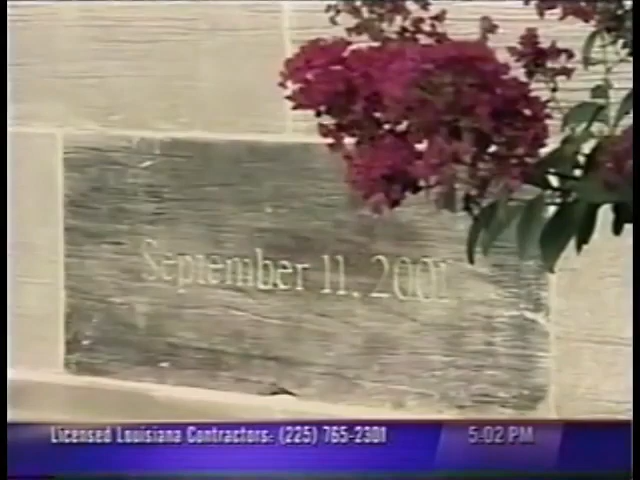 September 11, 2001
Licensed Louisiana Contractors: (225) 765-2301
5:02 PM